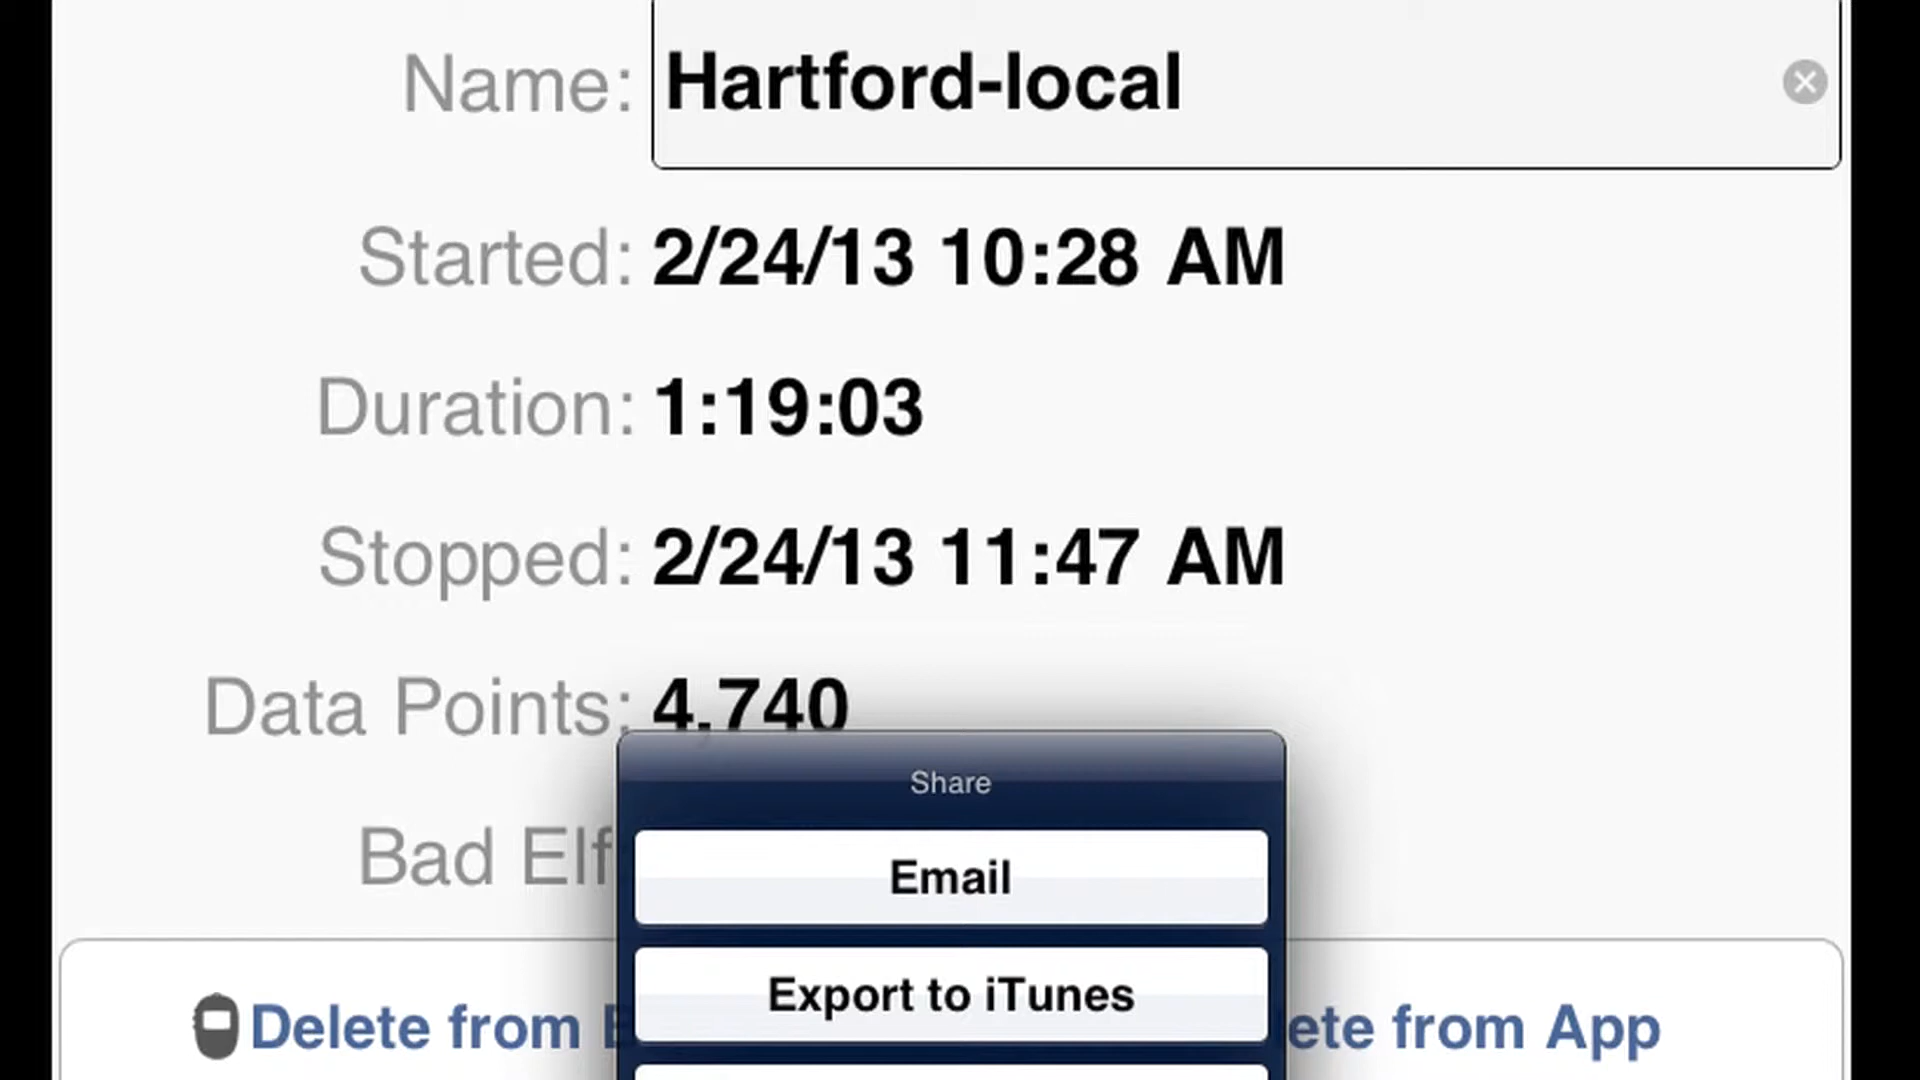 Name: Hartford-local
Started: 2/24/13 10:28 AM
Duration: 1:19:03
Stopped: 2/24/13 11:47 AM
Data Points: 4,740
Bad Elf
Share
Email
Export to iTunes
Delete from
from App